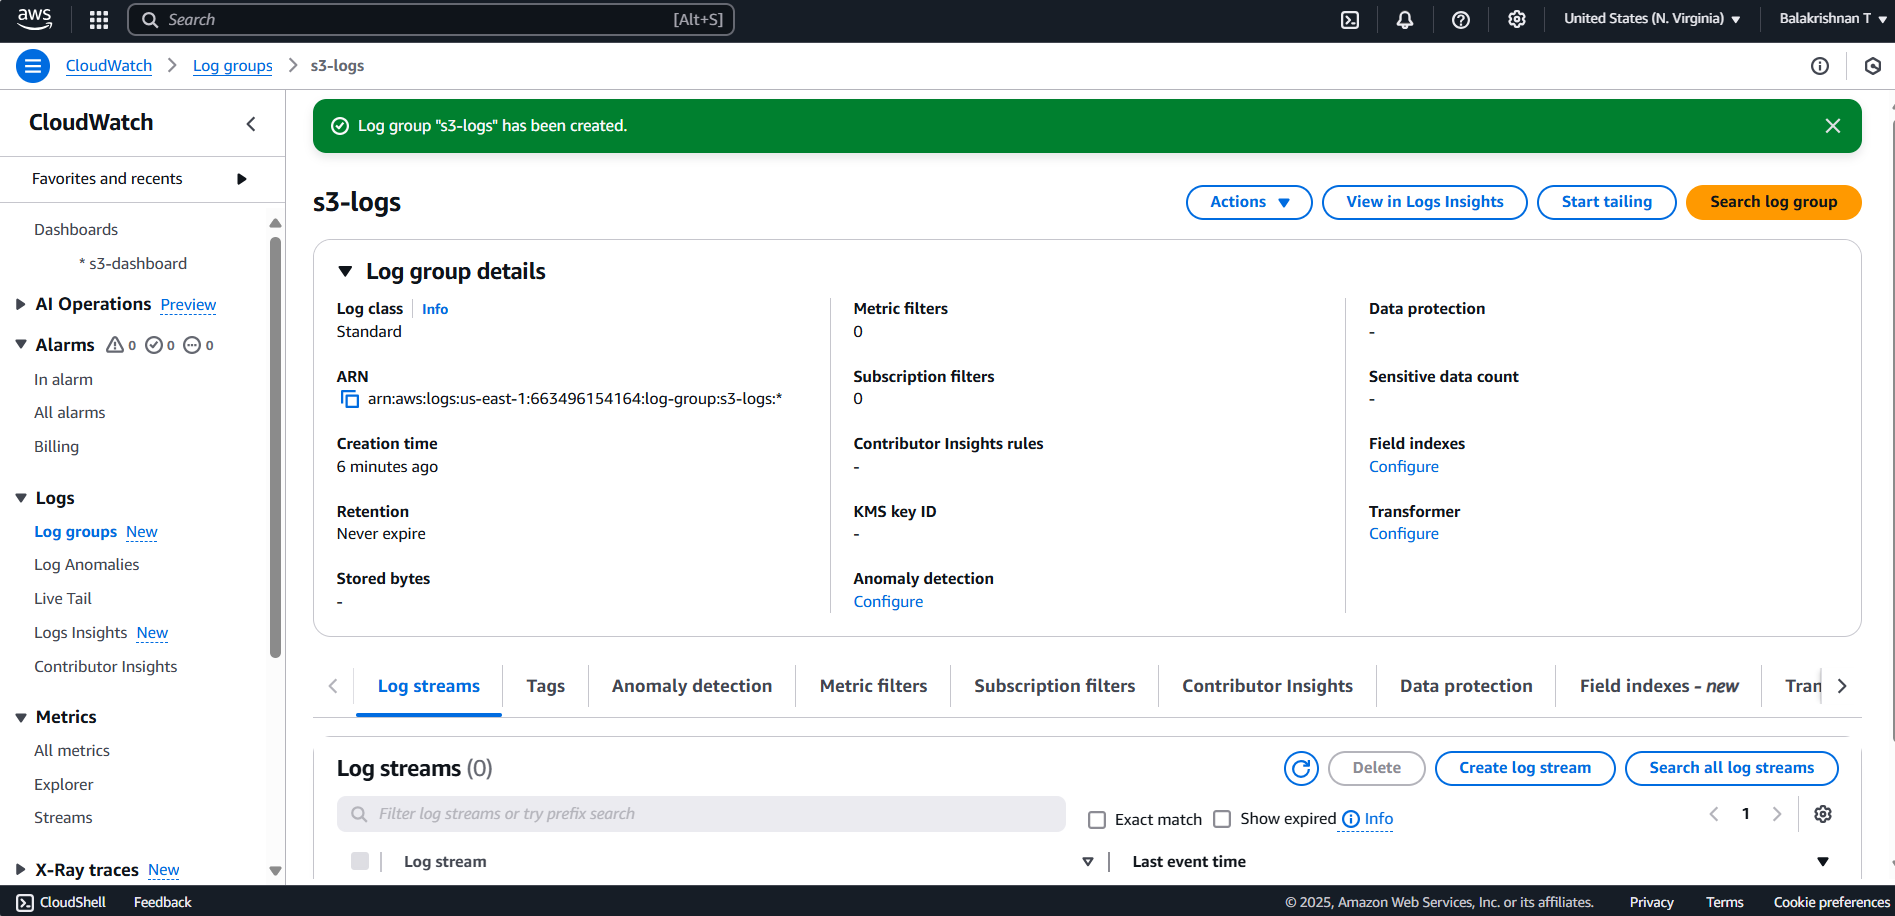 aws
Search [Alt+S]
United States (N. Virginia)
Balakrishnan T
CloudWatch
Log groups
s3-logs
CloudWatch
Favorites and recents
Dashboards
* s3-dashboard
AI Operations Preview
Alarms 0 0 0
In alarm
All alarms
Billing
Logs
Log groups New
Log Anomalies
Live Tail
Logs Insights New
Contributor Insights
Metrics
All metrics
Explorer
Streams
X-Ray traces New
Log group "s3-logs" has been created.
s3-logs
Actions
View in Logs Insights
Start tailing
Search log group
Log group details
Log class Info
Standard
ARN
arn:aws:logs:us-east-1:663496154164:log-group:s3-logs:*
Creation time
6 minutes ago
Retention
Never expire
Stored bytes
-
Metric filters
0
Subscription filters
0
Contributor Insights rules
-
KMS key ID
-
Anomaly detection
Configure
Data protection
-
Sensitive data count
-
Field indexes
Configure
Transformer
Configure
Log streams
Tags
Anomaly detection
Metric filters
Subscription filters
Contributor Insights
Data protection
Field indexes - new
Tran
Log streams (0)
Delete
Create log stream
Search all log streams
Filter log streams or try prefix search
Exact match
Show expired Info
1
Log stream
Last event time
CloudShell
Feedback
© 2025, Amazon Web Services, Inc. or its affiliates.
Privacy
Terms
Cookie preferences